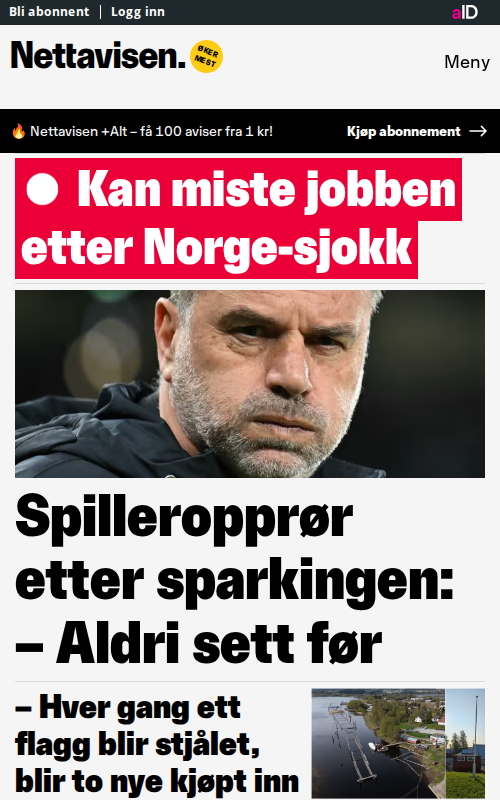 Bli abonnent | Logg inn
aID
Nettavisen.
ØKER
MEST
Meny
🔥 Nettavisen +Alt – få 100 aviser fra 1 kr!
Kjøp abonnement →
Kan miste jobben
etter Norge-sjokk
Spilleropprør
etter sparkingen:
– Aldri sett før
– Hver gang ett
flagg blir stjålet,
blir to nye kjøpt inn